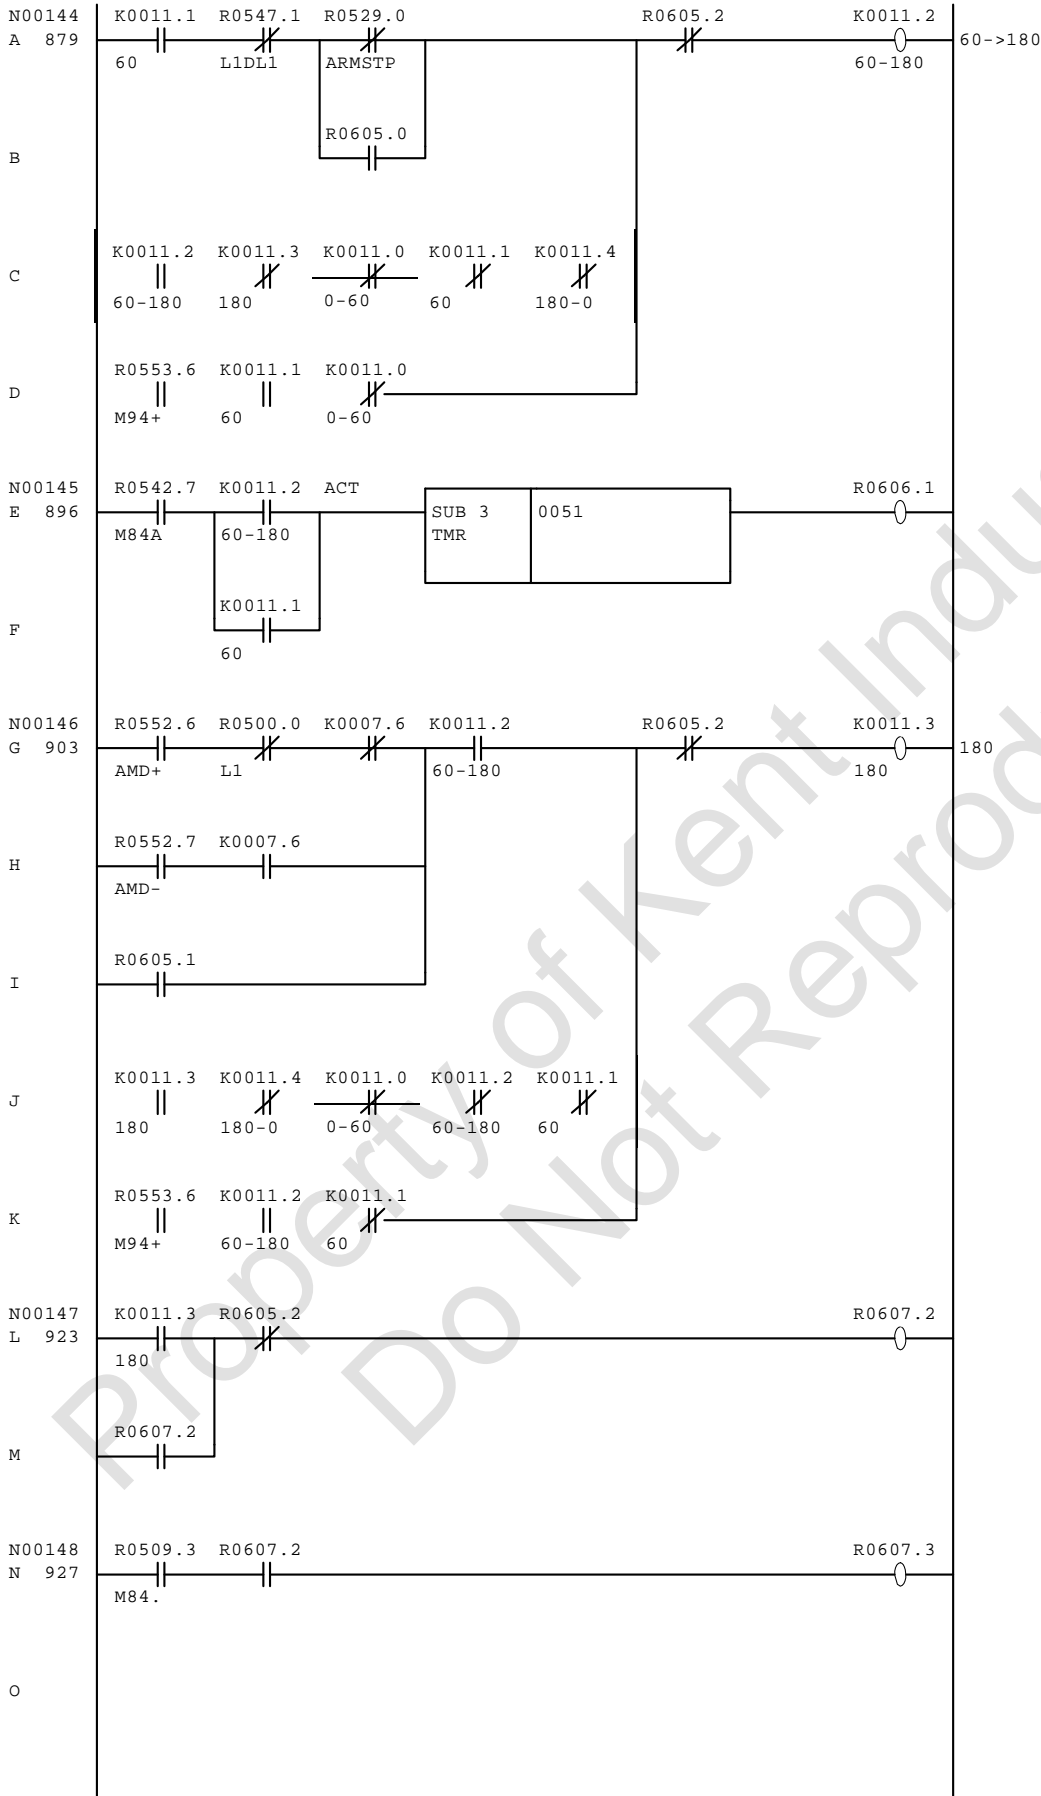 N00144 K0011.1 R0547.1 R0529.0 R0605.2 K0011.2
A 879 60->180
60 L1DL1 ARMSTP 60-180
R0605.0
B
K0011.2 K0011.3 K0011.0 K0011.1 K0011.4
C
60-180 180 0-60 60 180-0
R0553.6 K0011.1 K0011.0
D
M94+ 60 0-60
N00145 R0542.7 K0011.2 ACT R0606.1
E 896 SUB 3 0051
M84A 60-180 TMR
K0011.1
F
60
N00146 R0552.6 R0500.0 K0007.6 K0011.2 R0605.2 K0011.3
G 903 180
AMD+ L1 60-180 180
R0552.7 K0007.6
H
AMD-
R0605.1
I
K0011.3 K0011.4 K0011.0 K0011.2 K0011.1
J
180 180-0 0-60 60-180 60
R0553.6 K0011.2 K0011.1
K
M94+ 60-180 60
N00147 K0011.3 R0605.2 R0607.2
L 923
180
R0607.2
M
N00148 R0509.3 R0607.2 R0607.3
N 927
M84.
O
Property of Kent Indu
Do Not Reprod